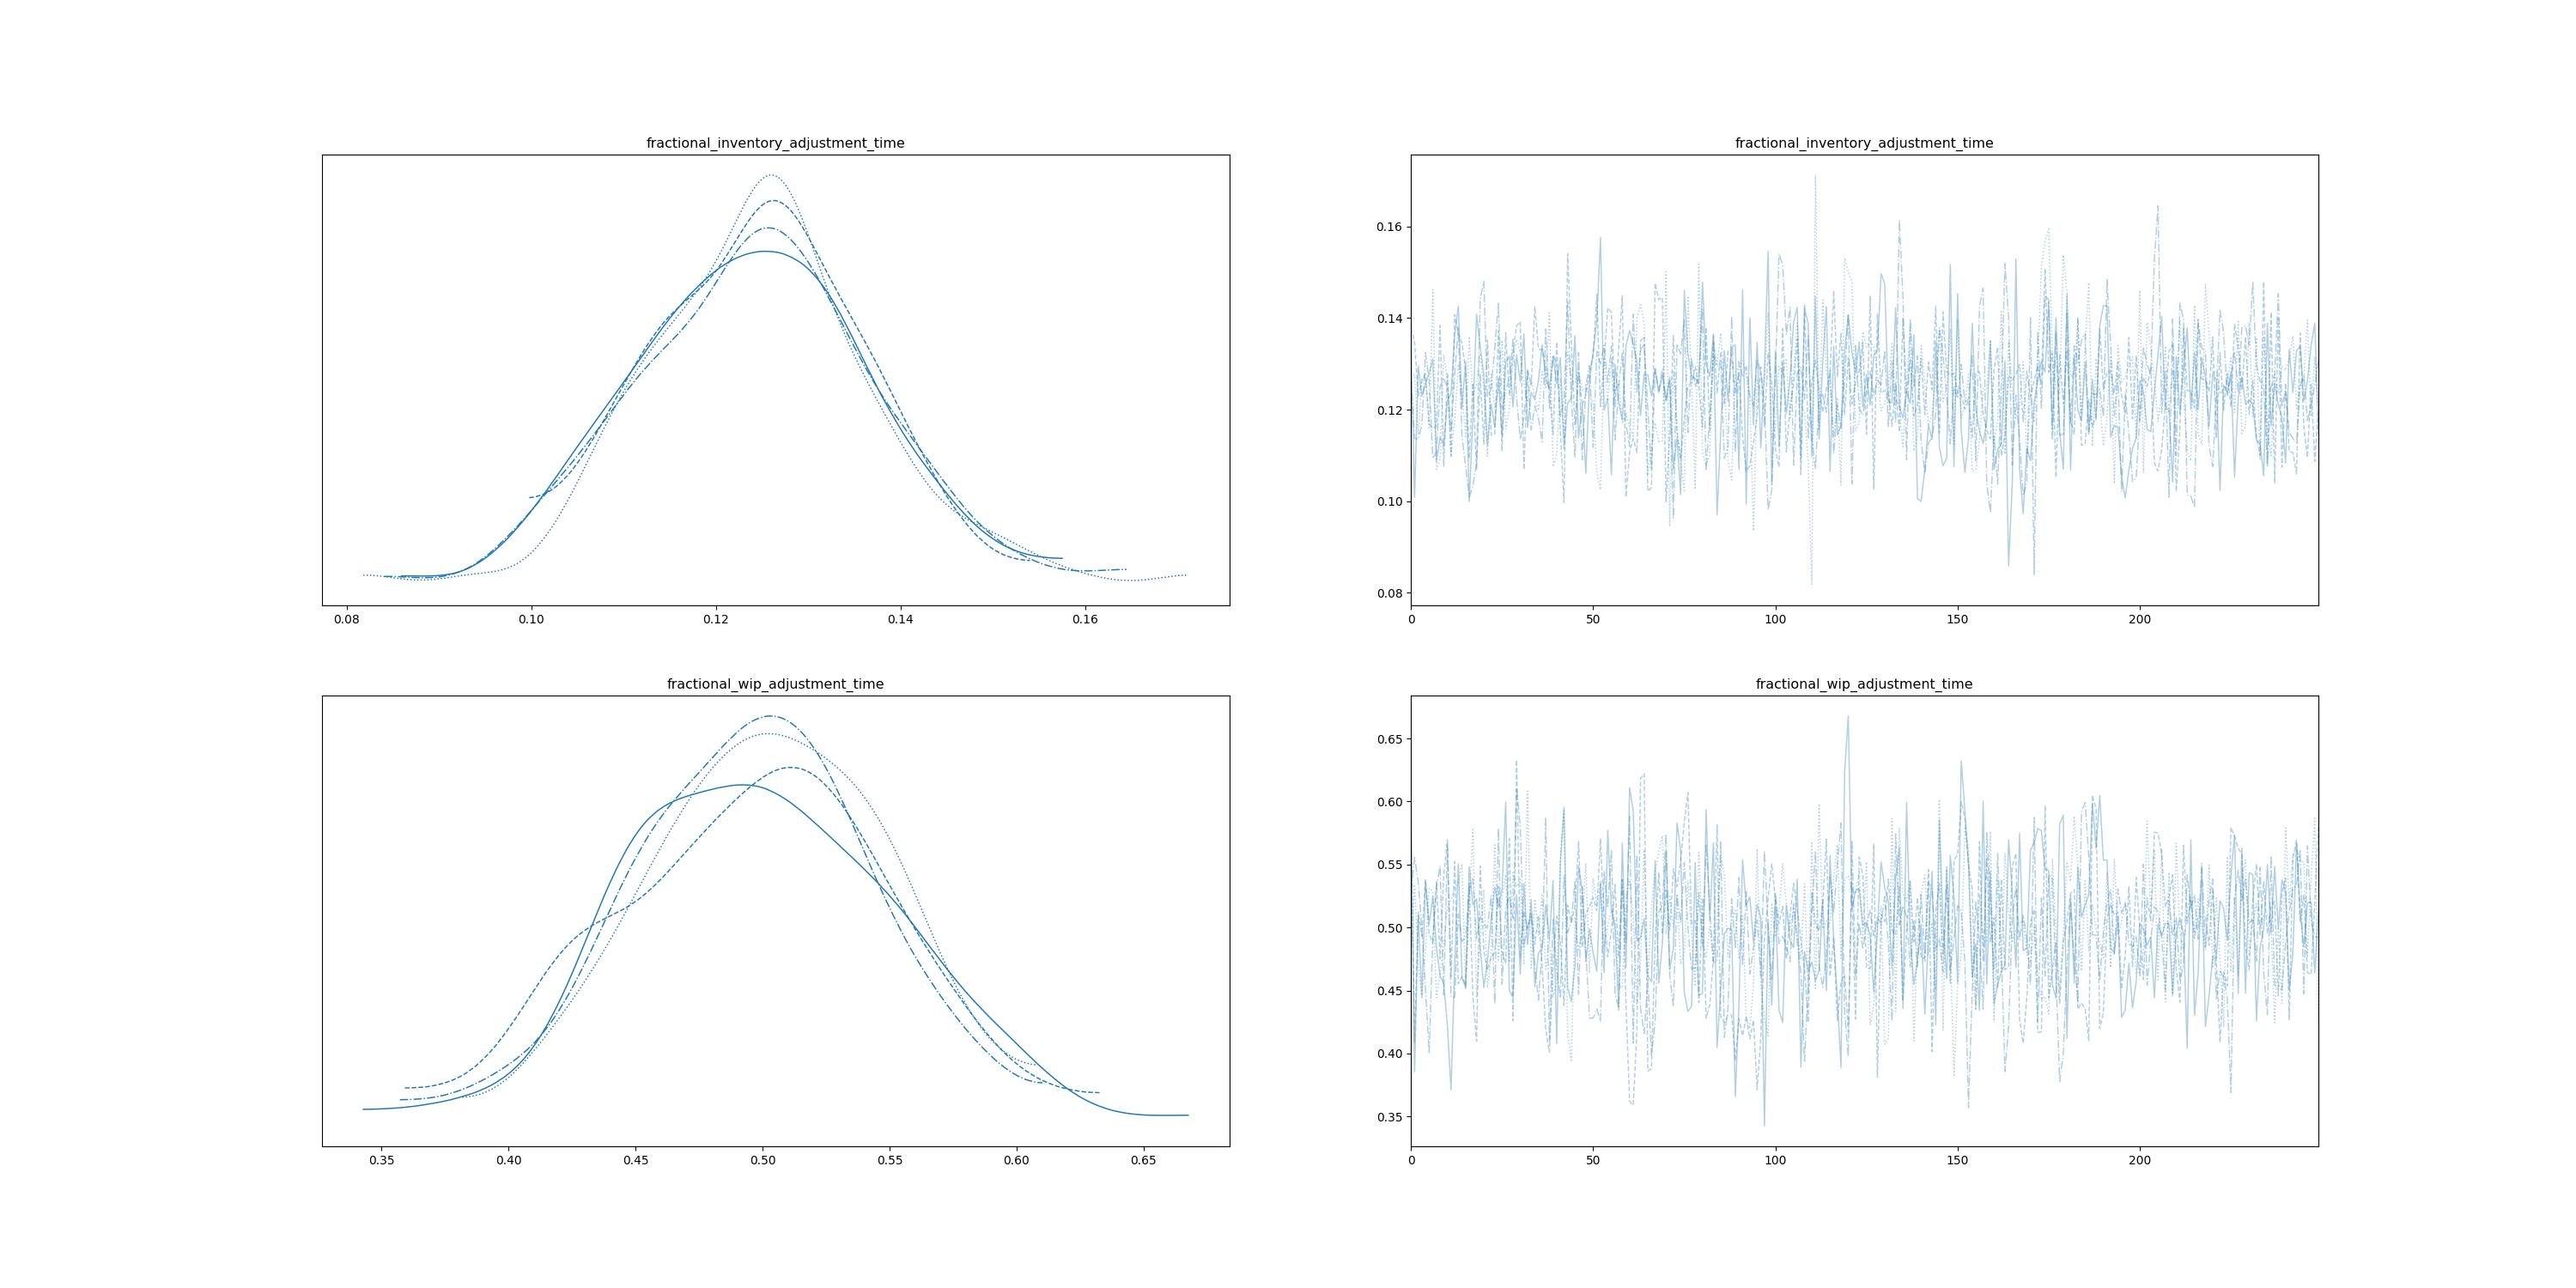 fractional_inventory_adjustment_time
0.08 0.10 0.12 0.14 0.16
fractional_inventory_adjustment_time
0.16
0.14
0.12
0.10
0.08
0 50 100 150 200
fractional_wip_adjustment_time
0.35 0.40 0.45 0.50 0.55 0.60 0.65
fractional_wip_adjustment_time
0.65
0.60
0.55
0.50
0.45
0.40
0.35
0 50 100 150 200